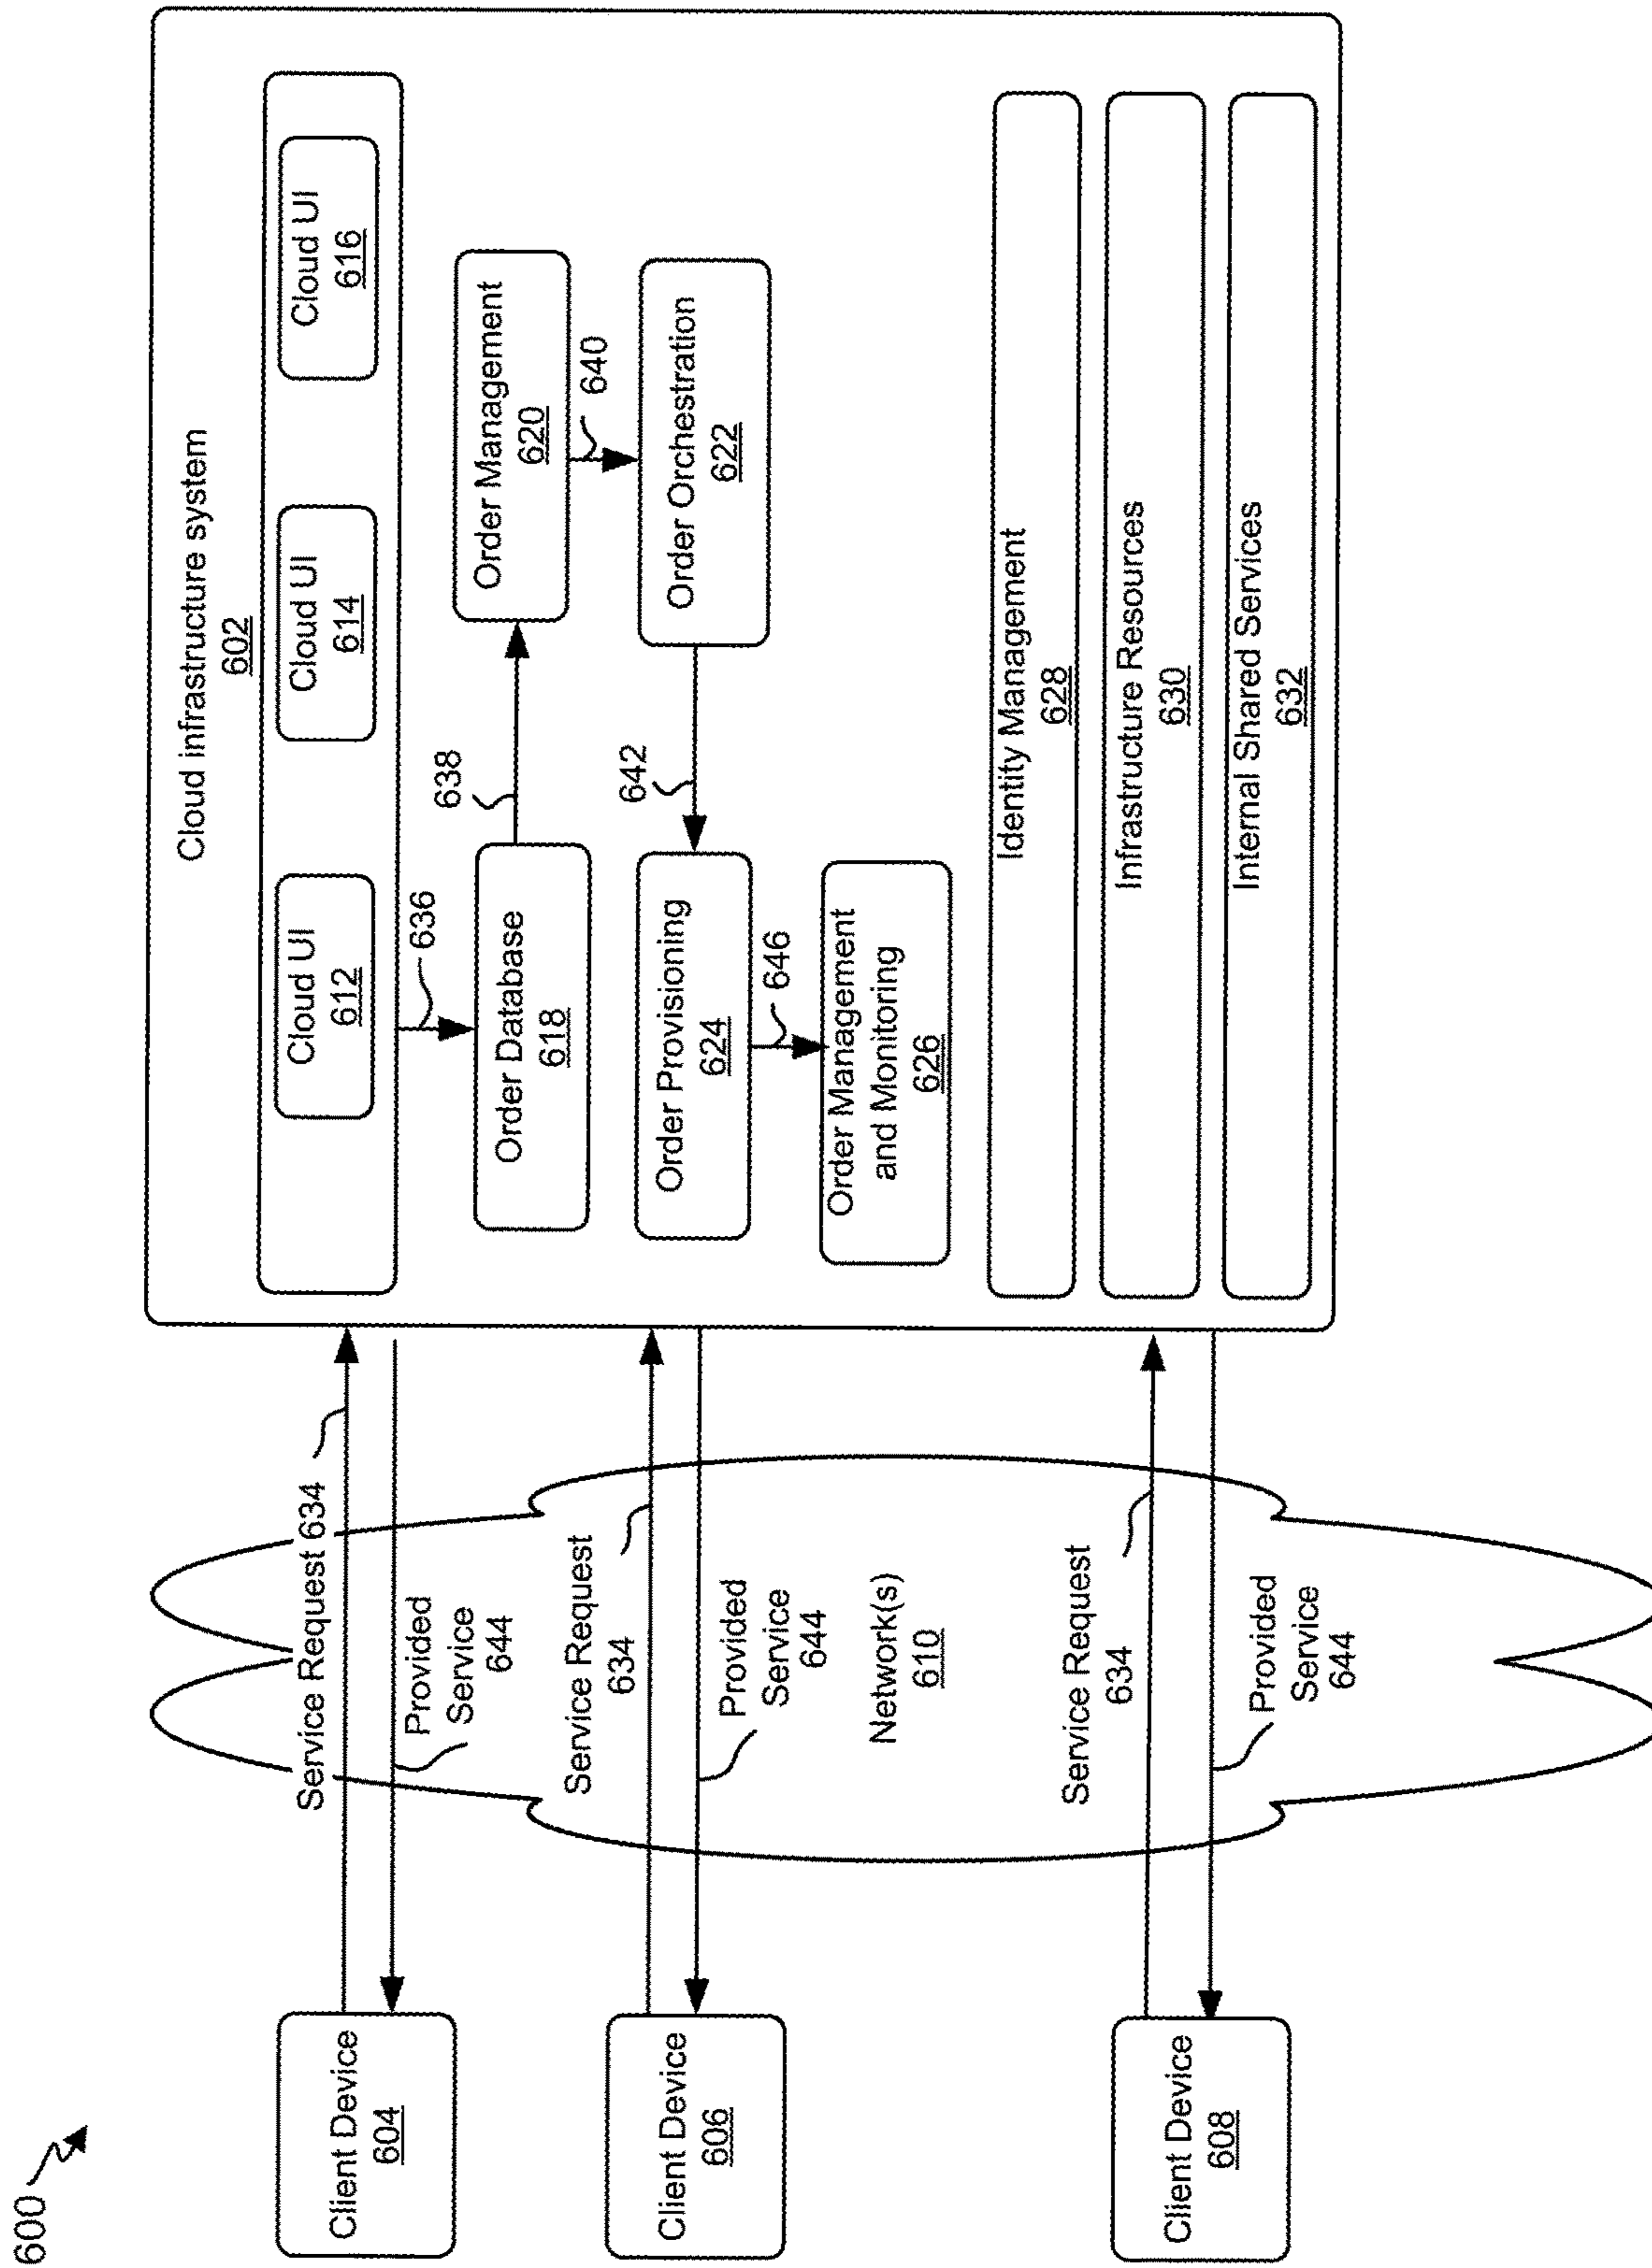 600
Client Device
604
Client Device
606
Client Device
608
Service Request 634
Provided
Service
644
Service Request
634
Provided
Service
644
Network(s)
610
Service Request
634
Provided
Service
644
Cloud infrastructure system
602
Cloud UI
612
Cloud UI
614
Cloud UI
616
636
Order Database
618
638
Order Management
620
640
Order Orchestration
622
642
Order Provisioning
624
646
Order Management
and Monitoring
626
Identity Management
628
Infrastructure Resources
630
Internal Shared Services
632